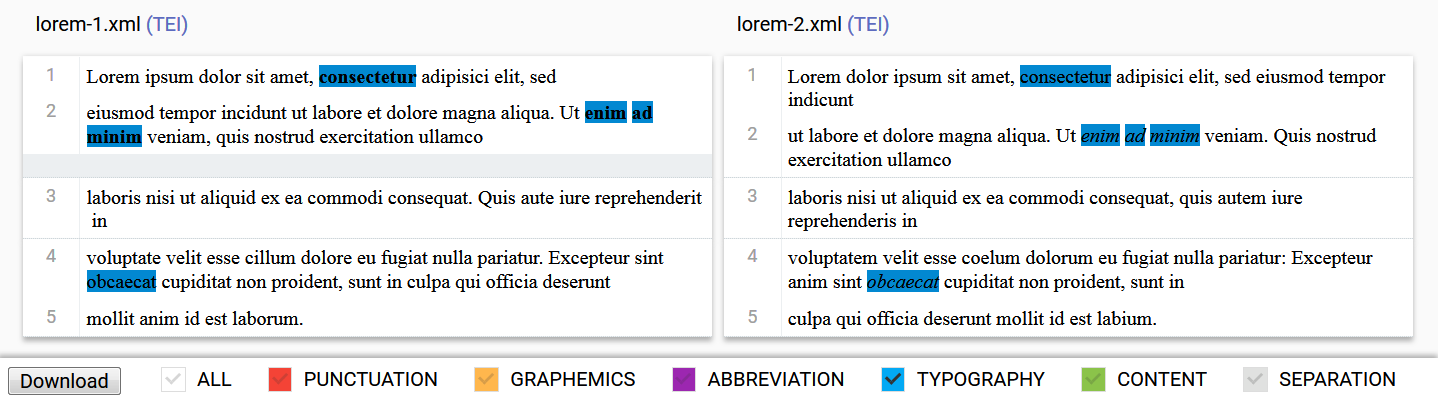 lorem-1.xml (TEI)
1 Lorem ipsum dolor sit amet, consectetur adipisici elit, sed
2 eiusmod tempor incidunt ut labore et dolore magna aliqua. Ut enim ad
minim veniam, quis nostrud exercitation ullamco
3 laboris nisi ut aliquid ex ea commodi consequat. Quis aute iure reprehenderit
in
4 voluptate velit esse cillum dolore eu fugiat nulla pariatur. Excepteur sint
obcaecat cupiditat non proident, sunt in culpa qui officia deserunt
5 mollit anim id est laborum.
lorem-2.xml (TEI)
1 Lorem dolor ipsum sit amet, consectetur adipisici elit, sed eiusmod tempor
indicunt
2 ut labore et dolore magna aliqua. Ut enim ad minim veniam. Quis nostrud
exercitation ullamco
3 laboris nisi ut aliquid ex ea commodi consequat, quis autem iure
reprehenderis in
4 voluptatem velit esse coelum dolorum eu fugiat nulla pariatur: Excepteur
anim sint obcaecat cupiditat non proident, sunt in
5 culpa qui officia deserunt mollit id est labium.
Download ALL PUNCTUATION GRAPHEMICS ABBREVIATION TYPOGRAPHY CONTENT SEPARATION